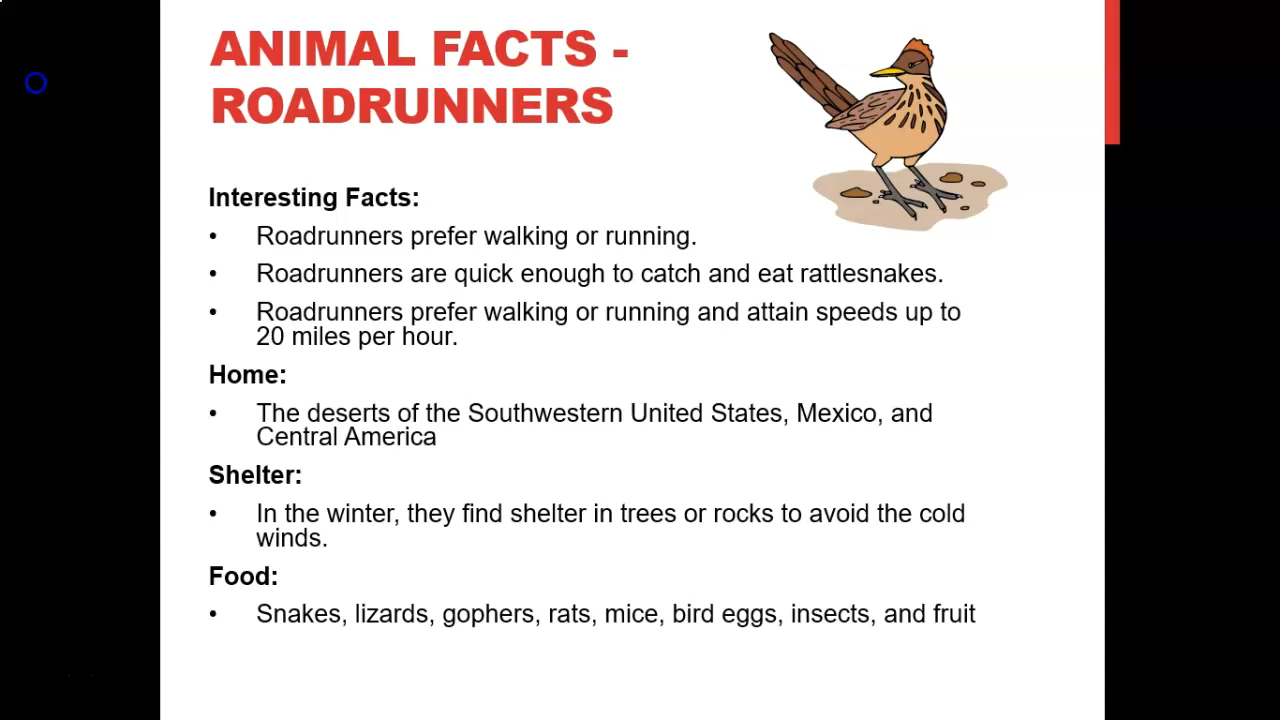 ANIMAL FACTS -
ROADRUNNERS
Interesting Facts:
• Roadrunners prefer walking or running.
• Roadrunners are quick enough to catch and eat rattlesnakes.
• Roadrunners prefer walking or running and attain speeds up to
20 miles per hour.
Home:
• The deserts of the Southwestern United States, Mexico, and
Central America
Shelter:
• In the winter, they find shelter in trees or rocks to avoid the cold
winds.
Food:
• Snakes, lizards, gophers, rats, mice, bird eggs, insects, and fruit